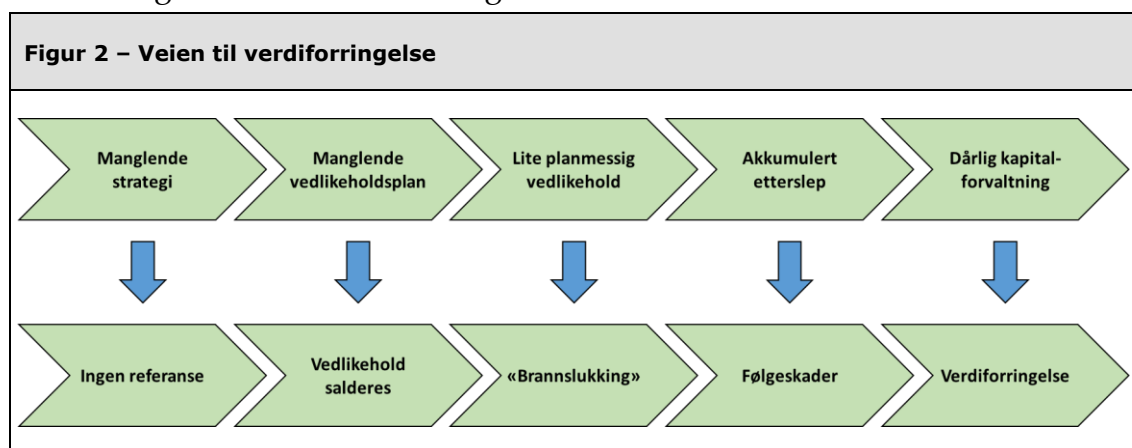 Figur 2 – Veien til verdiforringelse
Manglende
strategi
Manglende
vedlikeholdsplan
Lite planmessig
vedlikehold
Akkumulert
etterslep
Dårlig kapital-
forvaltning
Ingen referanse
Vedlikehold
salderes
«Brannslukking»
Følgeskader
Verdiforringelse